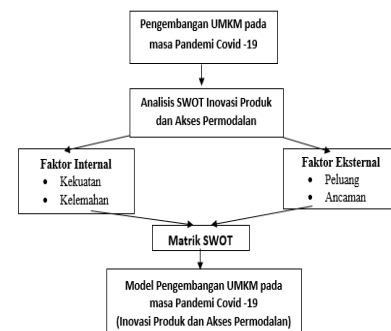 Pengembangan UMKM pada
masa Pandemi Covid -19
Analisis SWOT Inovasi Produk
dan Akses Permodalan
Faktor Internal
• Kekuatan
• Kelemahan
Faktor Eksternal
• Peluang
• Ancaman
Matrik SWOT
Model Pengembangan UMKM pada
masa Pandemi Covid -19
(Inovasi Produk dan Akses Permodalan)